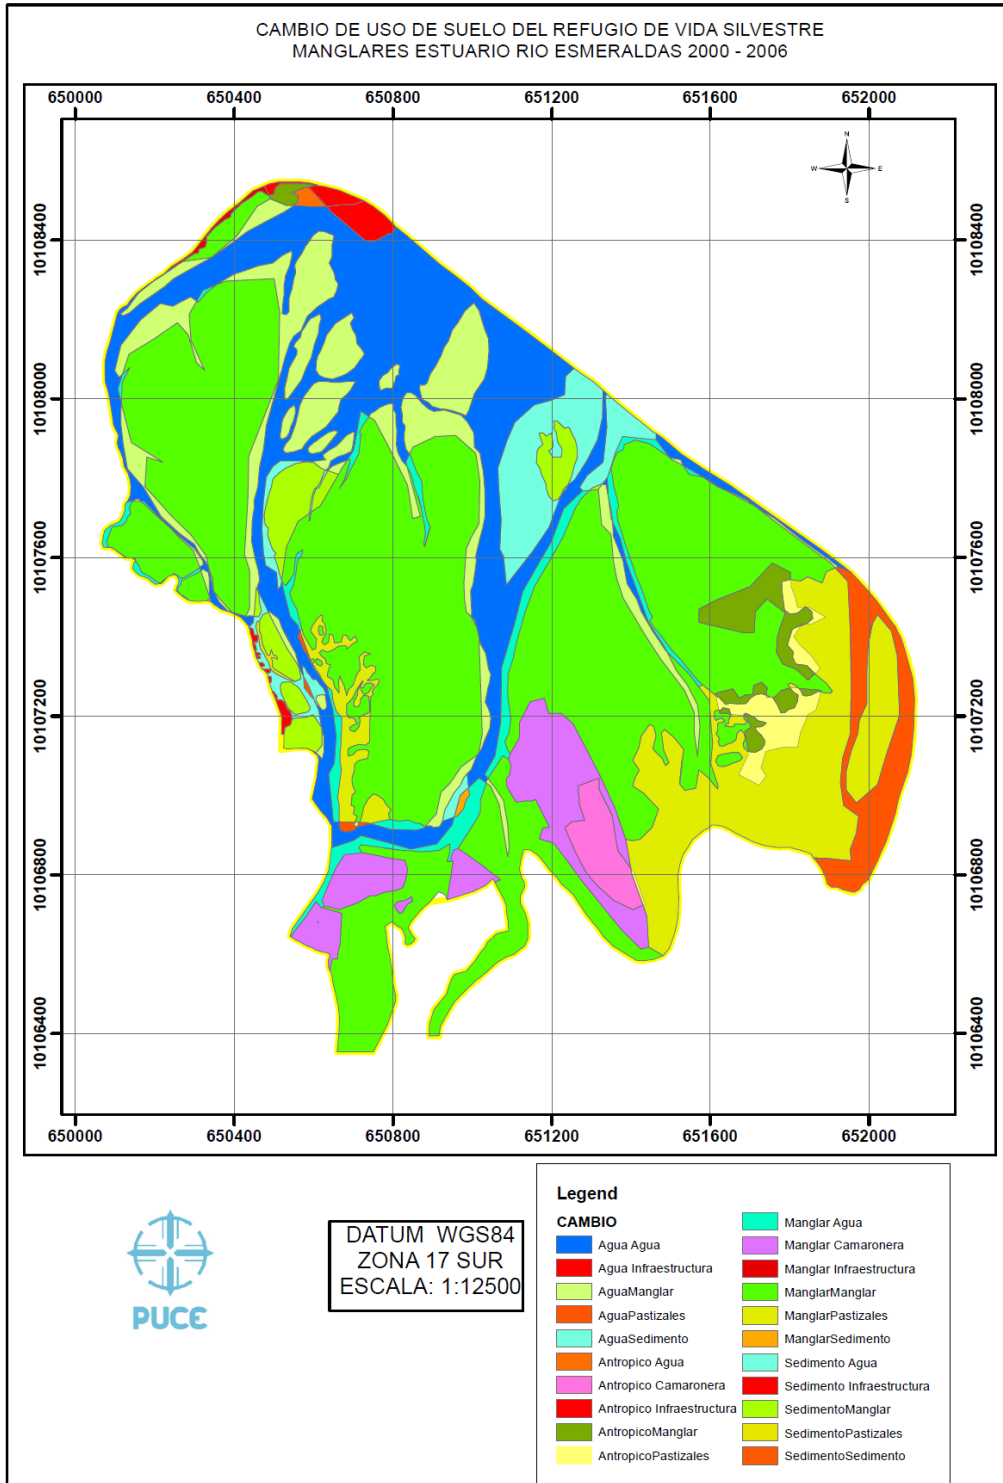 CAMBIO DE USO DE SUELO DEL REFUGIO DE VIDA SILVESTRE
MANGLARES ESTUARIO RIO ESMERALDAS 2000 - 2006
650000 650400 650800 651200 651600 652000
N
W E
S
10108400 10108400
10108000 10108000
10107600 10107600
10107200 10107200
10106800 10106800
10106400 10106400
650000 650400 650800 651200 651600 652000
PUCE
DATUM WGS84
ZONA 17 SUR
ESCALA: 1:12500
Legend
CAMBIO
Agua Agua
Agua Infraestructura
AguaManglar
AguaPastizales
AguaSedimento
Antropico Agua
Antropico Camaronera
Antropico Infraestructura
AntropicoManglar
AntropicoPastizales
Manglar Agua
Manglar Camaronera
Manglar Infraestructura
ManglarManglar
ManglarPastizales
ManglarSedimento
Sedimento Agua
Sedimento Infraestructura
SedimentoManglar
SedimentoPastizales
SedimentoSedimento